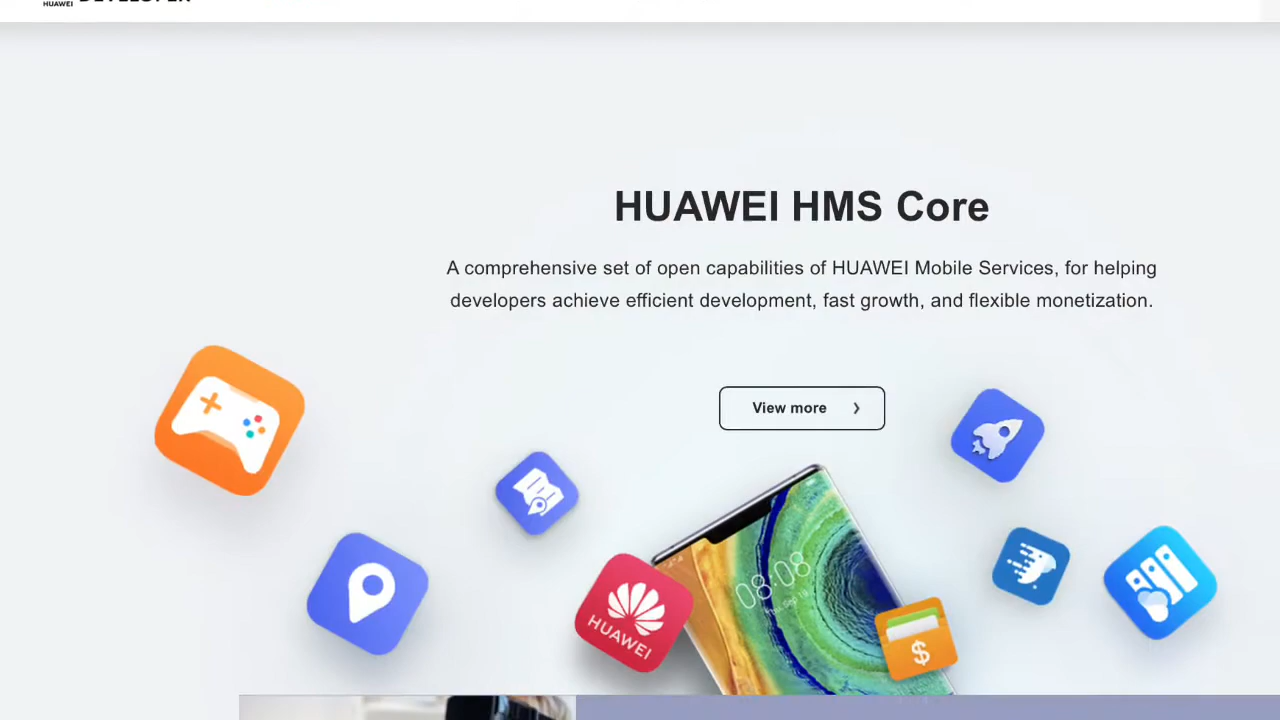 HUAWEI DEVELOPER
HUAWEI HMS Core
A comprehensive set of open capabilities of HUAWEI Mobile Services, for helping
developers achieve efficient development, fast growth, and flexible monetization.
View more
08:08
HUAWEI
$